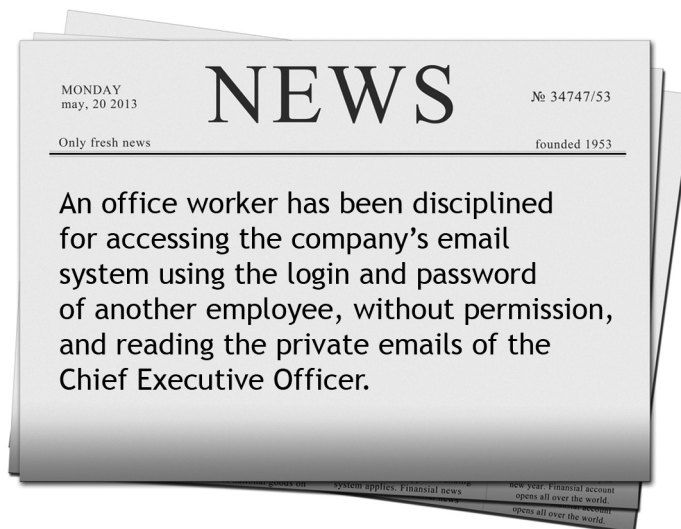 MONDAY
may, 20 2013
NEWS
№ 34747/53
Only fresh news
founded 1953
An office worker has been disciplined
for accessing the company’s email
system using the login and password
of another employee, without permission,
and reading the private emails of the
Chief Executive Officer.
system applies. Finansial news
new year. Finansial account
opens all over the world.
opens all over the world.